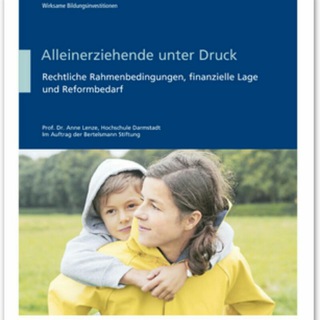 Wirksame Bildungsinvestitionen
Alleinerziehende unter Druck
Rechtliche Rahmenbedingungen, finanzielle Lage
und Reformbedarf
Prof. Dr. Anne Lenze, Hochschule Darmstadt
Im Auftrag der Bertelsmann Stiftung